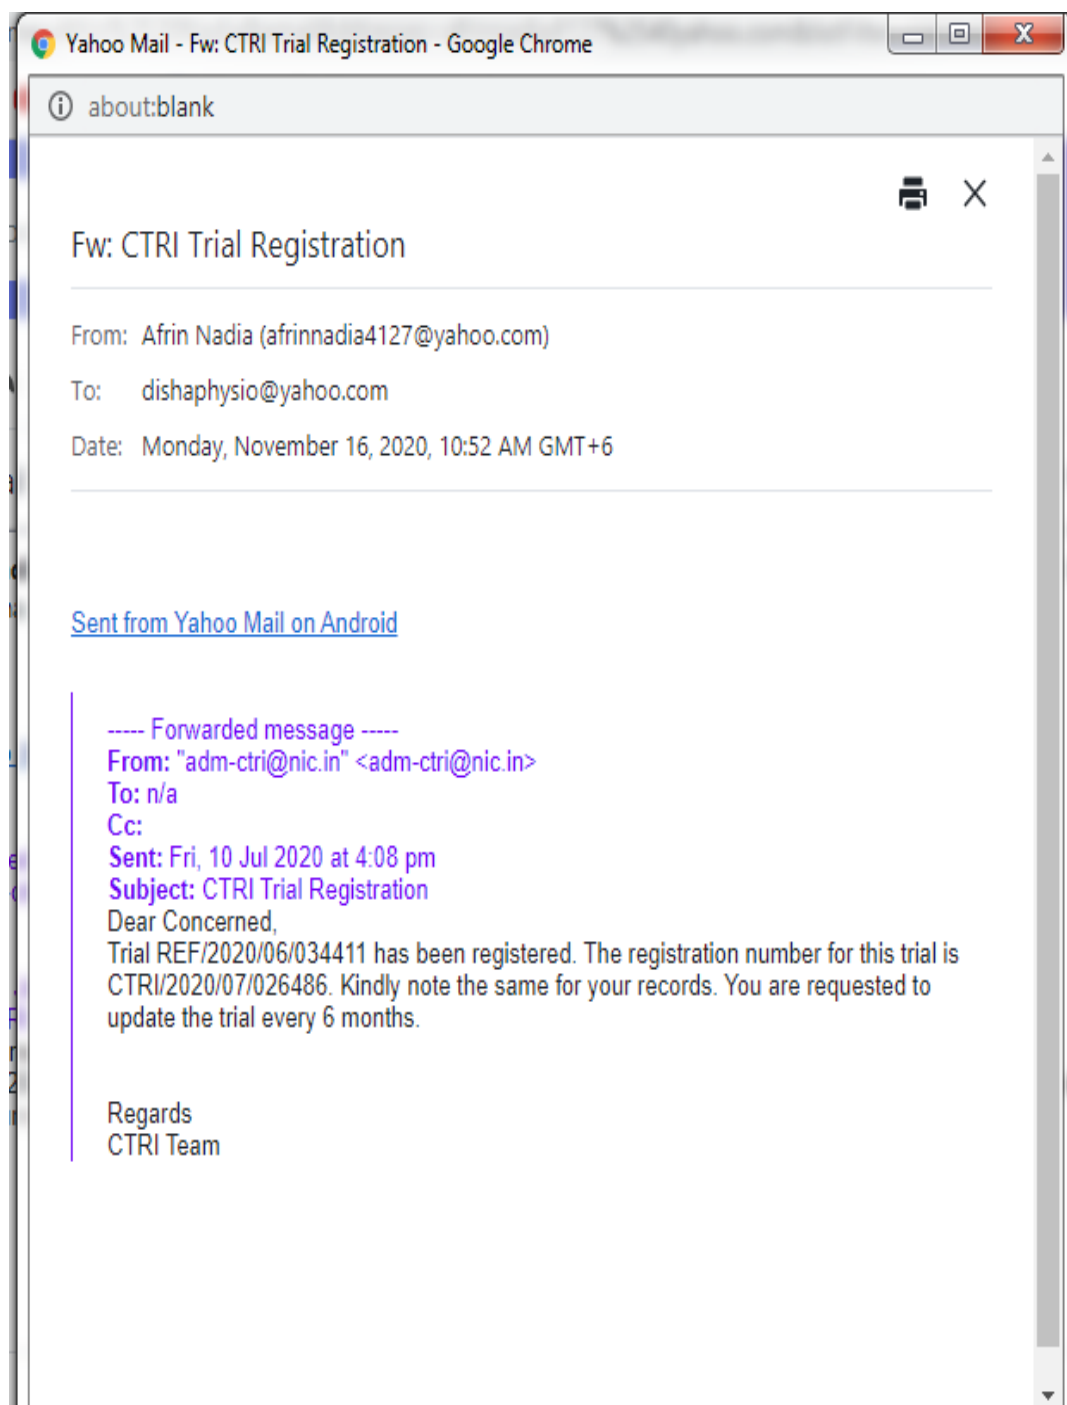 Yahoo Mail - Fw: CTRI Trial Registration - Google Chrome
about:blank
Fw: CTRI Trial Registration
From: Afrin Nadia (afrinnadia4127@yahoo.com)
To: dishaphysio@yahoo.com
Date: Monday, November 16, 2020, 10:52 AM GMT+6
Sent from Yahoo Mail on Android
----- Forwarded message -----
From: "adm-ctri@nic.in" <adm-ctri@nic.in>
To: n/a
Cc:
Sent: Fri, 10 Jul 2020 at 4:08 pm
Subject: CTRI Trial Registration
Dear Concerned,
Trial REF/2020/06/034411 has been registered. The registration number for this trial is
CTRI/2020/07/026486. Kindly note the same for your records. You are requested to
update the trial every 6 months.
Regards
CTRI Team